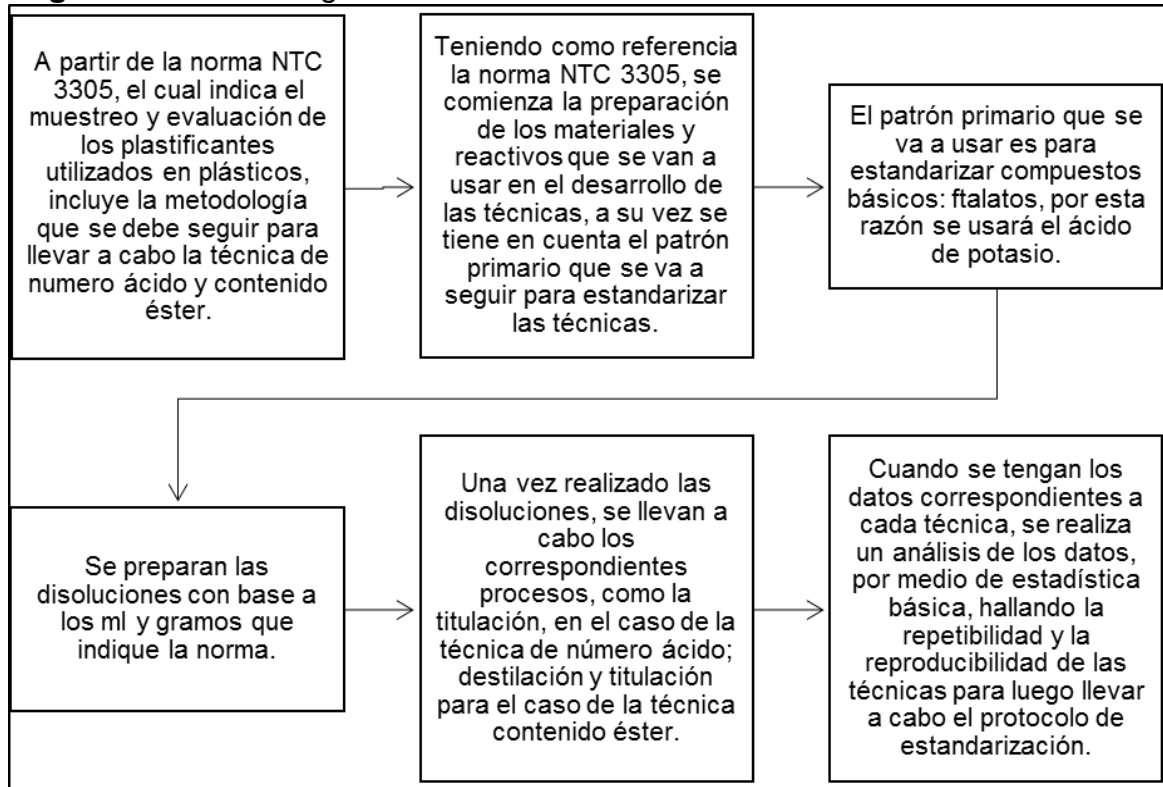 A partir de la norma NTC
3305, el cual indica el
muestreo y evaluación de
los plastificantes
utilizados en plásticos,
incluye la metodología
que se debe seguir para
llevar a cabo la técnica de
numero ácido y contenido
éster.
Teniendo como referencia
la norma NTC 3305, se
comienza la preparación
de los materiales y
reactivos que se van a
usar en el desarrollo de
las técnicas, a su vez se
tiene en cuenta el patrón
primario que se va a
seguir para estandarizar
las técnicas.
El patrón primario que se
va a usar es para
estandarizar compuestos
básicos: ftalatos, por esta
razón se usará el ácido
de potasio.
Se preparan las
disoluciones con base a
los ml y gramos que
indique la norma.
Una vez realizado las
disoluciones, se llevan a
cabo los
correspondientes
procesos, como la
titulación, en el caso de la
técnica de número ácido;
destilación y titulación
para el caso de la técnica
contenido éster.
Cuando se tengan los
datos correspondientes a
cada técnica, se realiza
un análisis de los datos,
por medio de estadística
básica, hallando la
repetibilidad y la
reproducibilidad de las
técnicas para luego llevar
a cabo el protocolo de
estandarización.